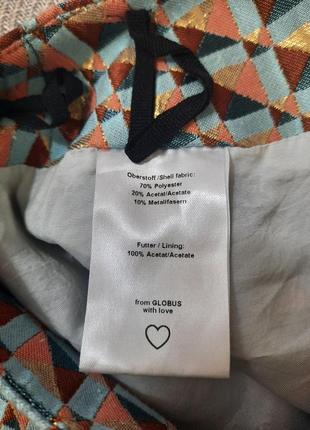 Oberstoff /Shell fabric:
70% Polyester
20% Acetat/Acetate
10% Metallfasern
Futter / Lining:
100% Acetat/Acetate
from GLOBUS
with love